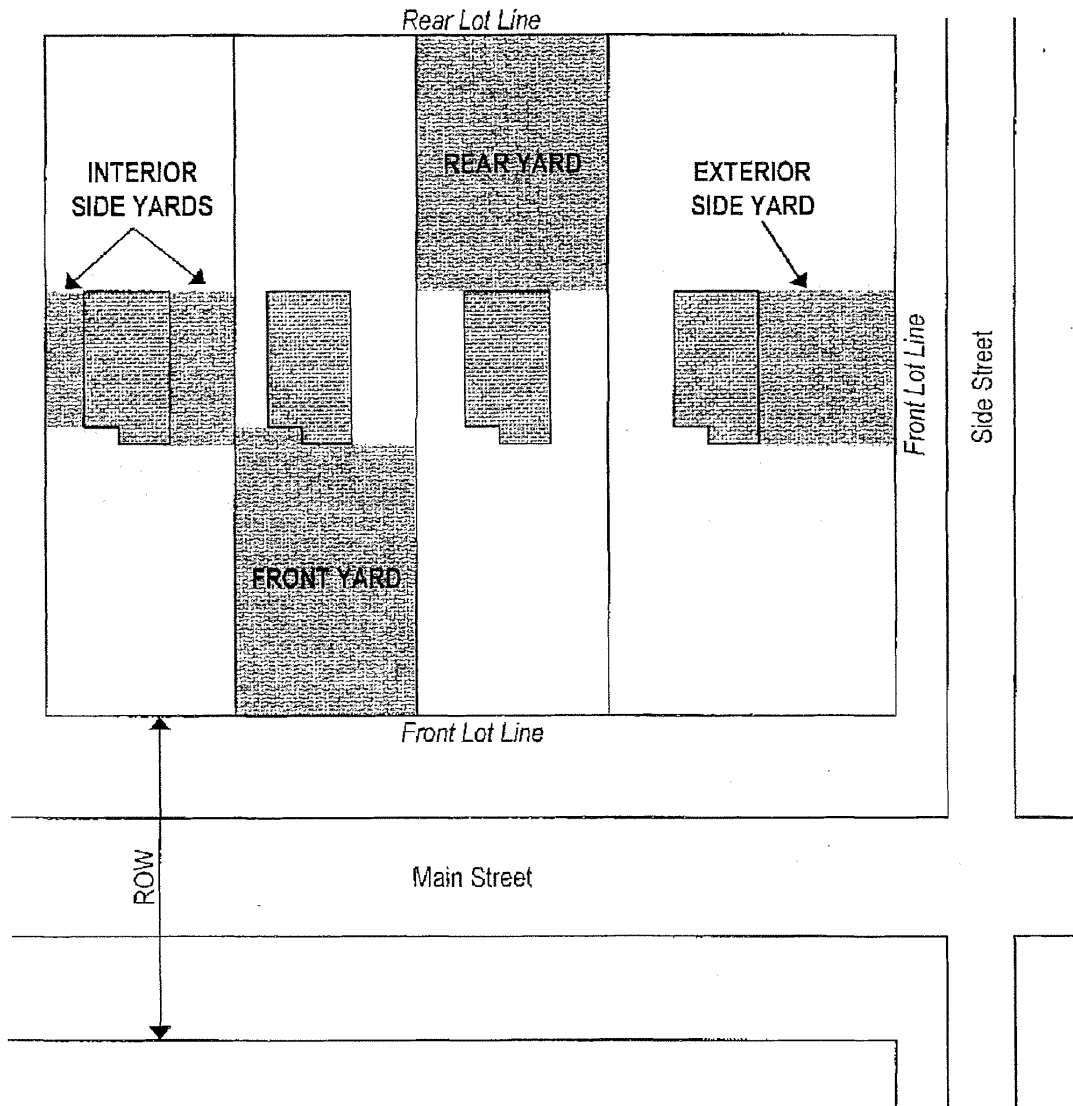 Rear Lot Line
INTERIOR
SIDE YARDS
REAR YARD
EXTERIOR
SIDE YARD
Front Lot Line
Side Street
FRONT YARD
Front Lot Line
ROW
Main Street